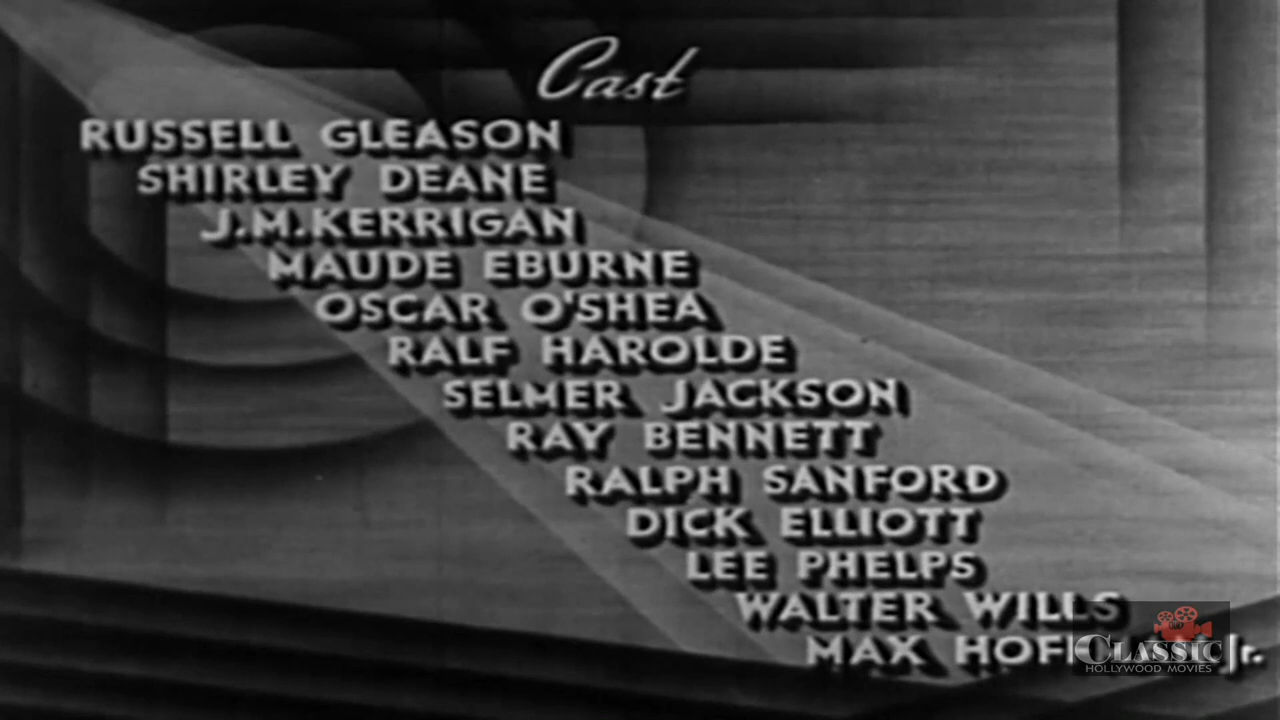 Cast
RUSSELL GLEASON
SHIRLEY DEANE
J.M.KERRIGAN
MAUDE EBURNE
OSCAR O'SHEA
RALF HAROLDE
SELMER JACKSON
RAY BENNETT
RALPH SANFORD
DICK ELLIOTT
LEE PHELPS
WALTER WILLS
MAX Jr.
CLASSIC
HOLLYWOOD MOVIES